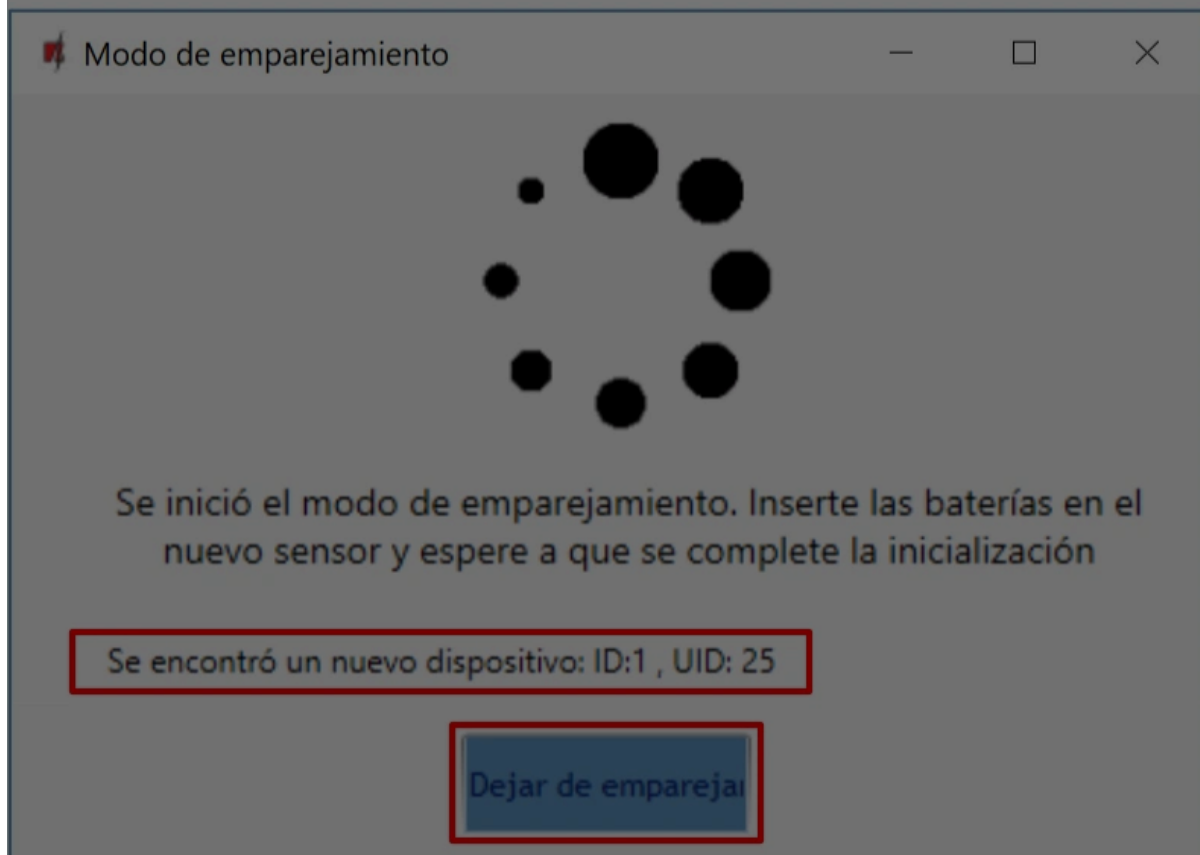 Modo de emparejamiento
Se inició el modo de emparejamiento. Inserte las baterías en el
nuevo sensor y espere a que se complete la inicialización
Se encontró un nuevo dispositivo: ID:1 , UID: 25
Dejar de emparejar